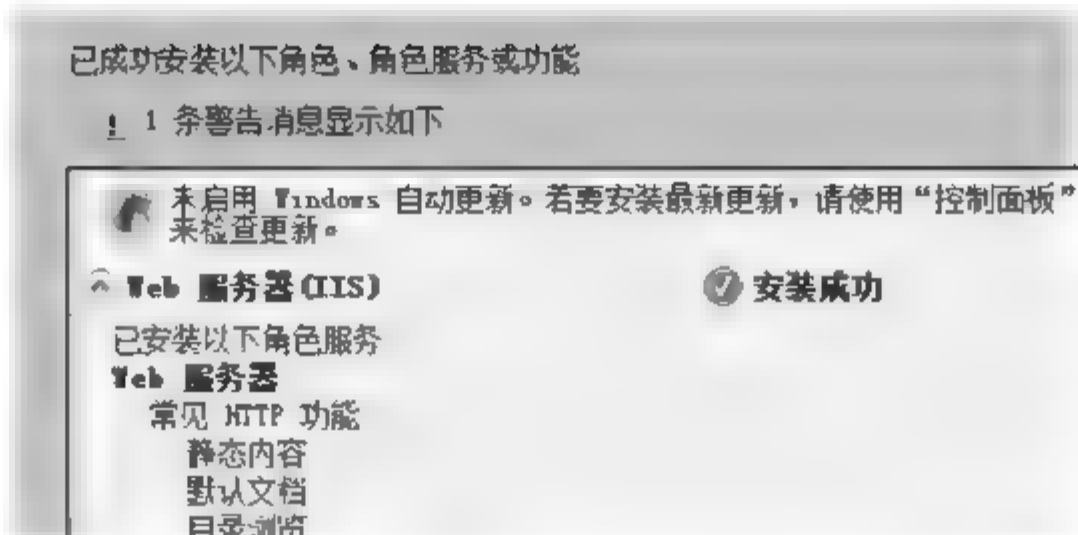 已成功安装以下角色、角色服务或功能
1 条警告消息显示如下
未启用 Windows 自动更新。若要安装最新更新，请使用“控制面板”
来检查更新。
Web 服务器(IIS) 安装成功
已安装以下角色服务
Web 服务器
常见 HTTP 功能
静态内容
默认文档
目录浏览